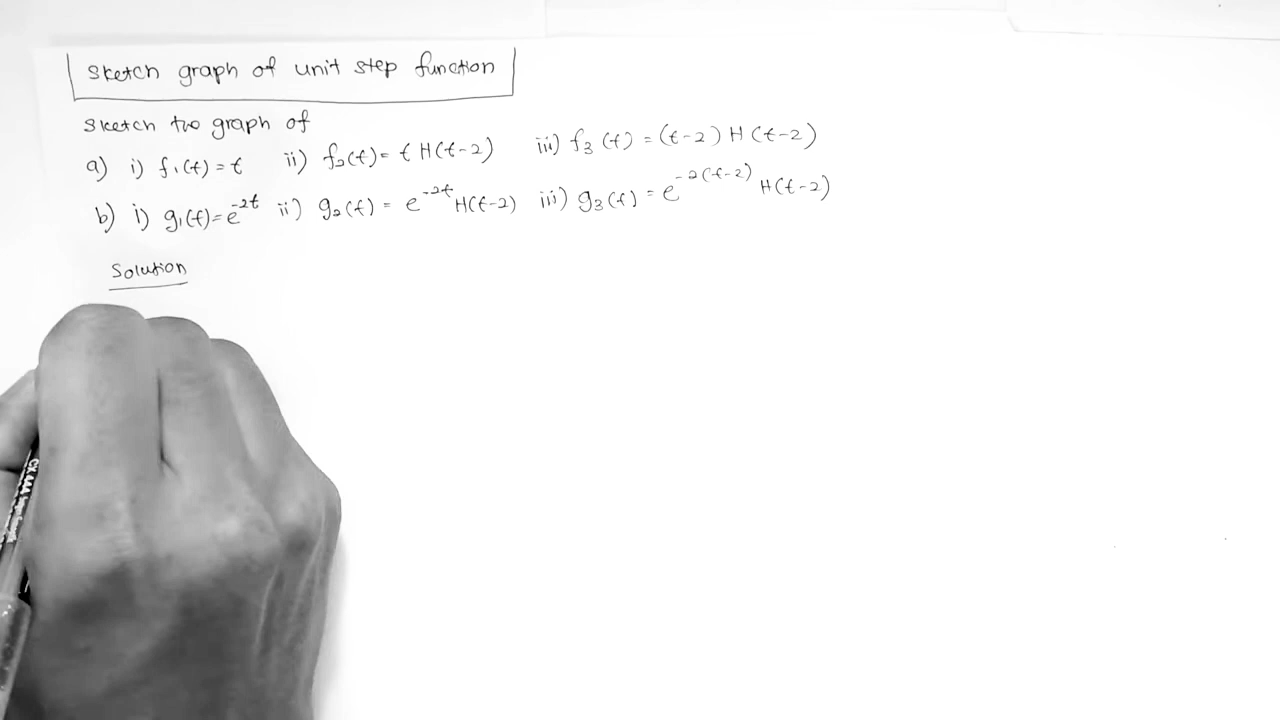 Sketch graph of unit step function
Sketch the graph of
a) i) f₁(t)=t ii) f₂(t)= t H(t-2) iii) f₃(t) = (t-2) H(t-2)
b) i) g₁(t)=e^-2t ii) g₂(t) = e^-2t H(t-2) iii) g₃(t) = e^-2(t-2) H(t-2)
Solution